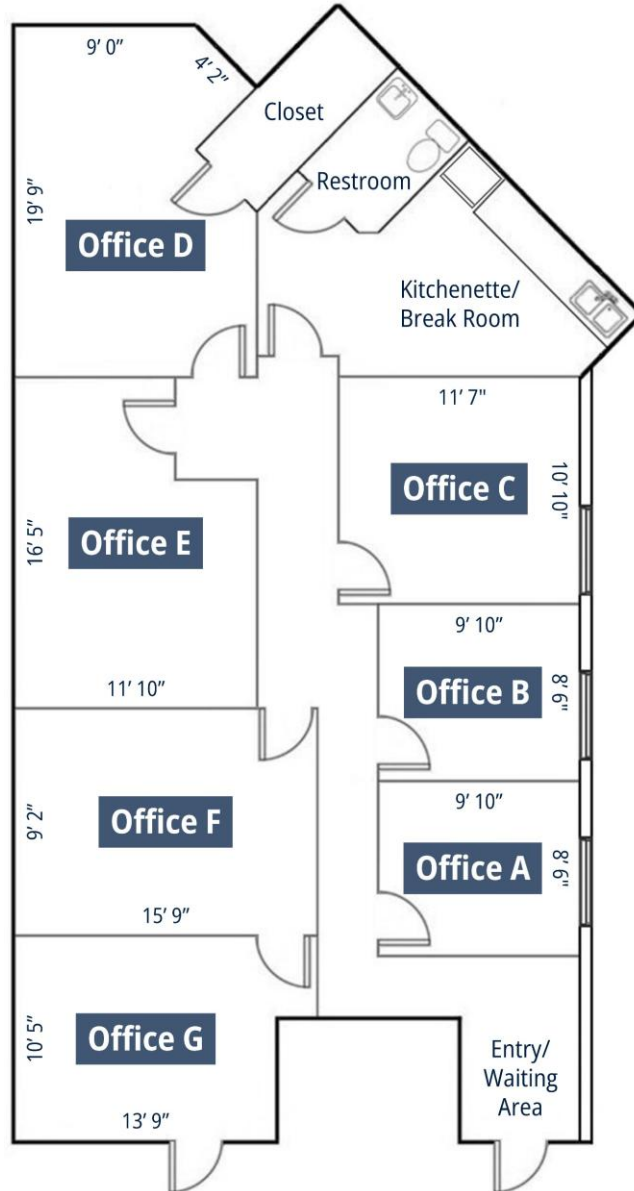 9’ 0”
4’ 2”
Closet
Restroom
19’ 9”
Office D
Kitchenette/
Break Room
11’ 7"
Office C
10’ 10”
16’ 5”
Office E
9’ 10”
Office B
8’ 6”
11’ 10”
9’ 10”
9’ 2”
Office F
Office A
8’ 6”
15’ 9”
10’ 5”
Office G
Entry/
Waiting
Area
13’ 9”